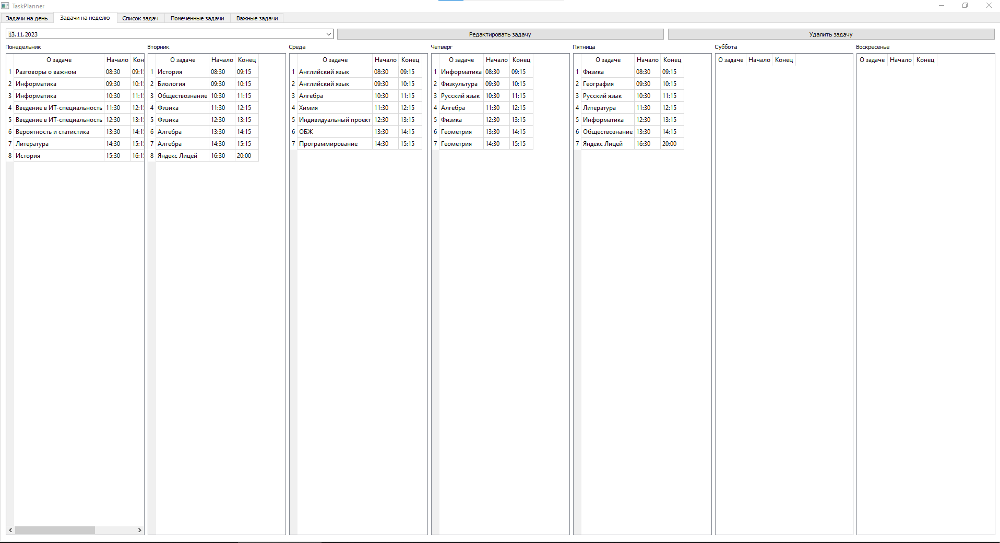 TaskPlanner
Задачи на день Задачи на неделю Список задач Помеченные задачи Важные задачи
13.11.2023 Редактировать задачу Удалить задачу
Понедельник
О задаче Начало Кон
1 Разговоры о важном 08:30 09:15
2 Информатика 09:30 10:15
3 Информатика 10:30 11:15
4 Введение в ИТ-специальность 11:30 12:15
5 Введение в ИТ-специальность 12:30 13:15
6 Вероятность и статистика 13:30 14:15
7 Литература 14:30 15:15
8 История 15:30 16:15
Вторник
О задаче Начало Конец
1 История 08:30 09:15
2 Биология 09:30 10:15
3 Обществознание 10:30 11:15
4 Физика 11:30 12:15
5 Физика 12:30 13:15
6 Алгебра 13:30 14:15
7 Алгебра 14:30 15:15
8 Яндекс Лицей 16:30 20:00
Среда
О задаче Начало Конец
1 Английский язык 08:30 09:15
2 Английский язык 09:30 10:15
3 Алгебра 10:30 11:15
4 Химия 11:30 12:15
5 Индивидуальный проект 12:30 13:15
6 ОБЖ 13:30 14:15
7 Программирование 14:30 15:15
Четверг
О задаче Начало Конец
1 Информатика 08:30 09:15
2 Физкультура 09:30 10:15
3 Русский язык 10:30 11:15
4 Алгебра 11:30 12:15
5 Физика 12:30 13:15
6 Геометрия 13:30 14:15
7 Геометрия 14:30 15:15
Пятница
О задаче Начало Конец
1 Физика 08:30 09:15
2 География 09:30 10:15
3 Русский язык 10:30 11:15
4 Литература 11:30 12:15
5 Информатика 12:30 13:15
6 Обществознание 13:30 14:15
7 Яндекс Лицей 16:30 20:00
Суббота
О задаче Начало Конец
Воскресенье
О задаче Начало Конец